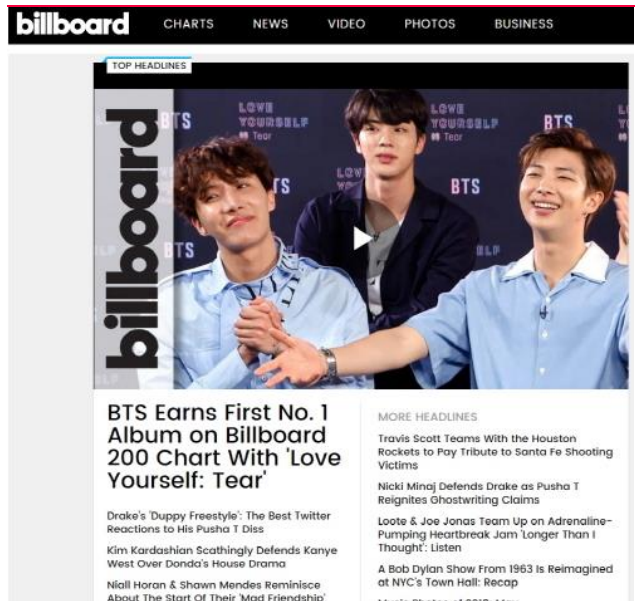 billboard CHARTS NEWS VIDEO PHOTOS BUSINESS
TOP HEADLINES
billboard
TS
LOVE
YOURSELF
Tear
LOVE
YOURSELF
Tear
BTS
TS
BTS
TS
BTS Earns First No. 1
Album on Billboard
200 Chart With 'Love
Yourself: Tear'
Drake's 'Duppy Freestyle': The Best Twitter
Reactions to His Pusha T Diss
Kim Kardashian Scathingly Defends Kanye
West Over Donda's House Drama
Niall Horan & Shawn Mendes Reminisce
About The Start Of Their 'Mad Friendship'
MORE HEADLINES
Travis Scott Teams With the Houston
Rockets to Pay Tribute to Santa Fe Shooting
Victims
Nicki Minaj Defends Drake as Pusha T
Reignites Ghostwriting Claims
Loote & Joe Jonas Team Up on Adrenaline-
Pumping Heartbreak Jam 'Longer Than I
Thought': Listen
A Bob Dylan Show From 1963 Is Reimagined
at NYC's Town Hall: Recap